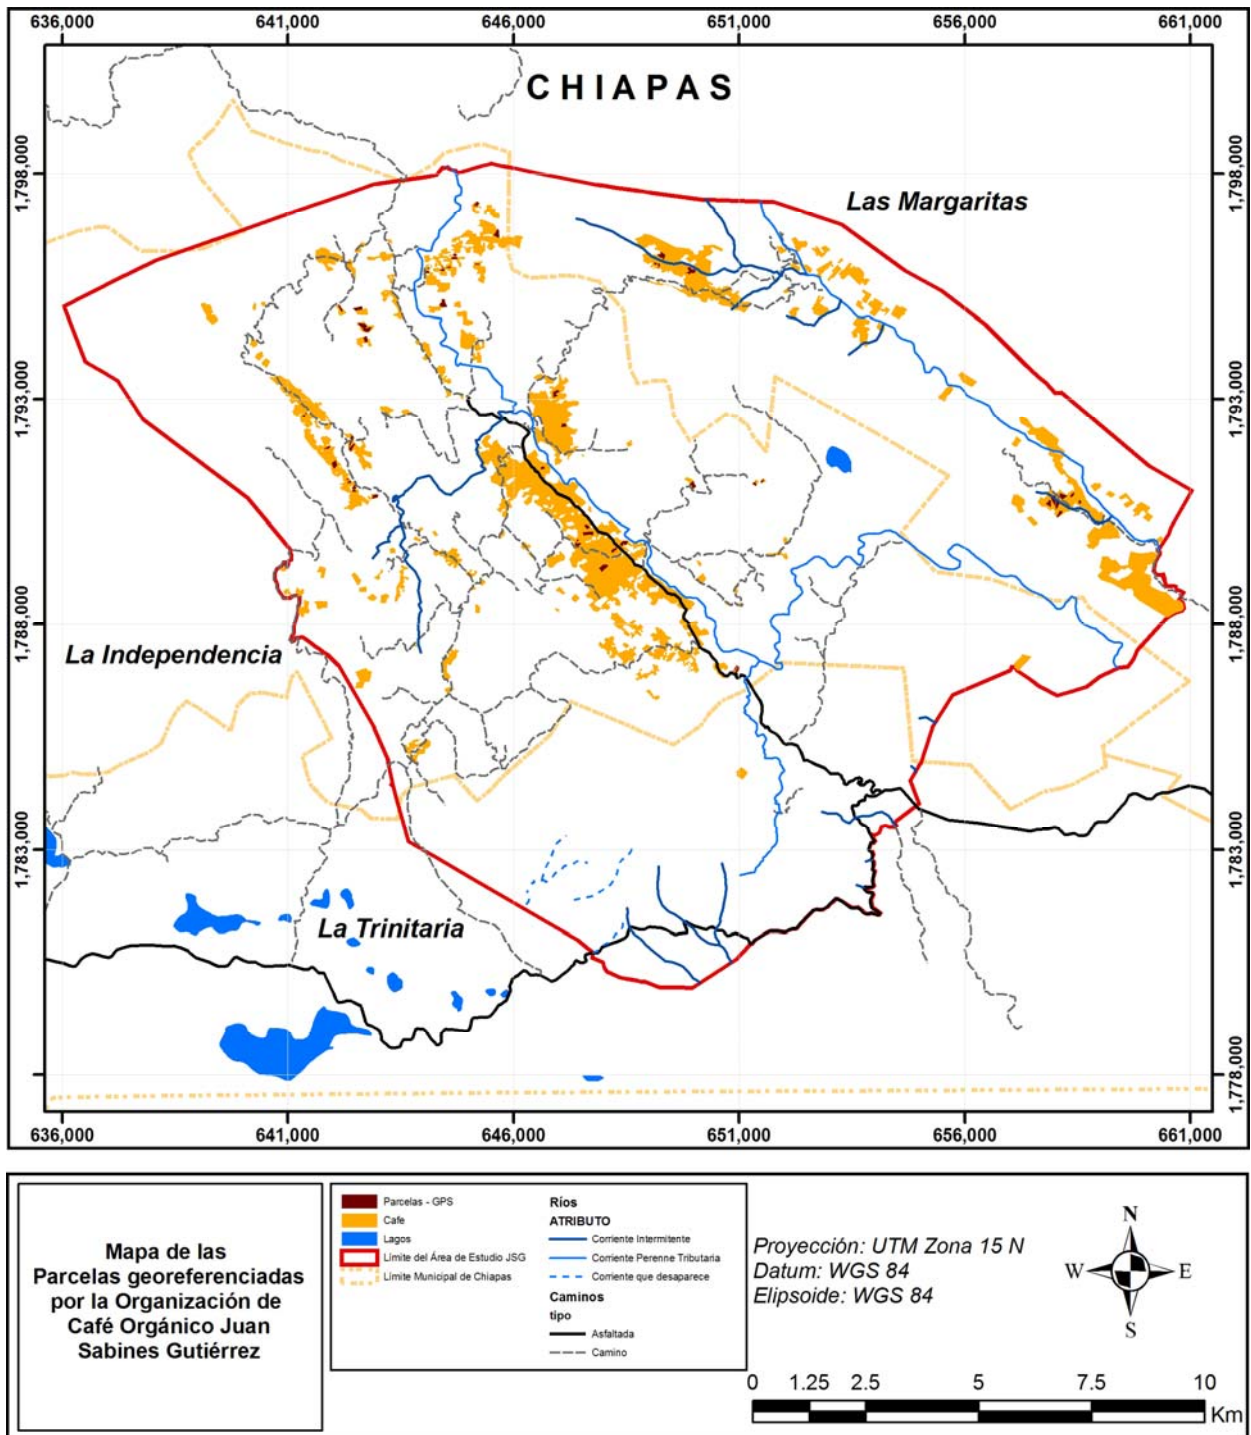 636,000 641,000 646,000 651,000 656,000 661,000
CHIAPAS
1,798,000 1,798,000
Las Margaritas
1,793,000 1,793,000
1,788,000 1,788,000
La Independencia
1,783,000 1,783,000
La Trinitaria
1,778,000 1,778,000
636,000 641,000 646,000 651,000 656,000 661,000
Mapa de las
Parcelas georeferenciadas
por la Organización de
Café Orgánico Juan
Sabines Gutiérrez
Parcelas - GPS
Cafe
Lagos
Límite del Área de Estudio JSG
Límite Municipal de Chiapas
Ríos
ATRIBUTO
Corriente Intermitente
Corriente Perenne Tributaria
Corriente que desaparece
Caminos
tipo
Asfaltada
Camino
Proyección: UTM Zona 15 N
Datum: WGS 84
Elipsoide: WGS 84
N
W E
S
0 1.25 2.5 5 7.5 10
Km